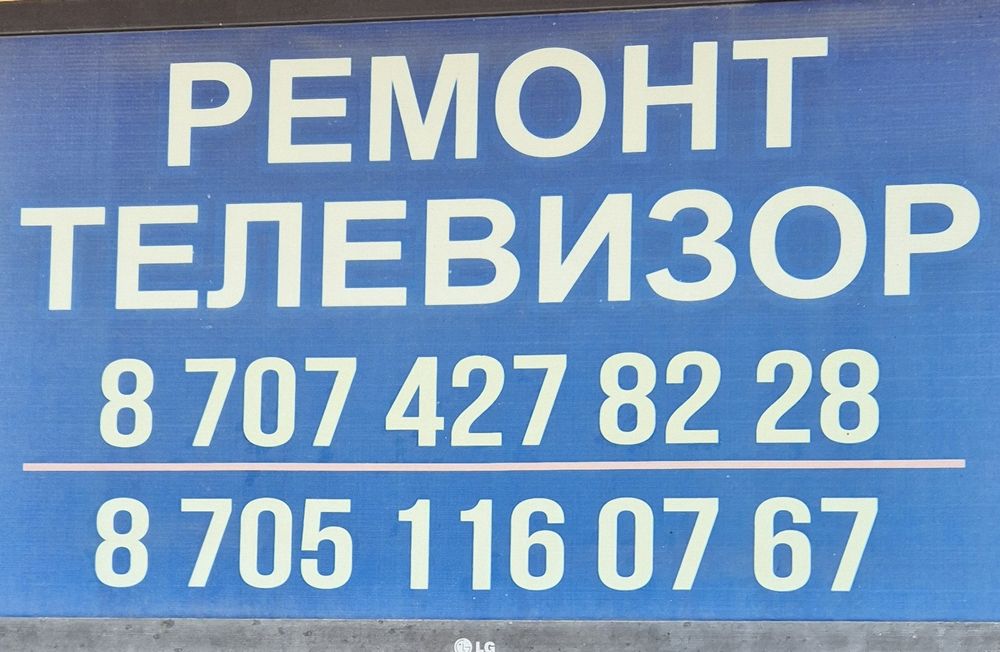 РЕМОНТ
ТЕЛЕВИЗОР
8 707 427 82 28
8 705 116 07 67
LG